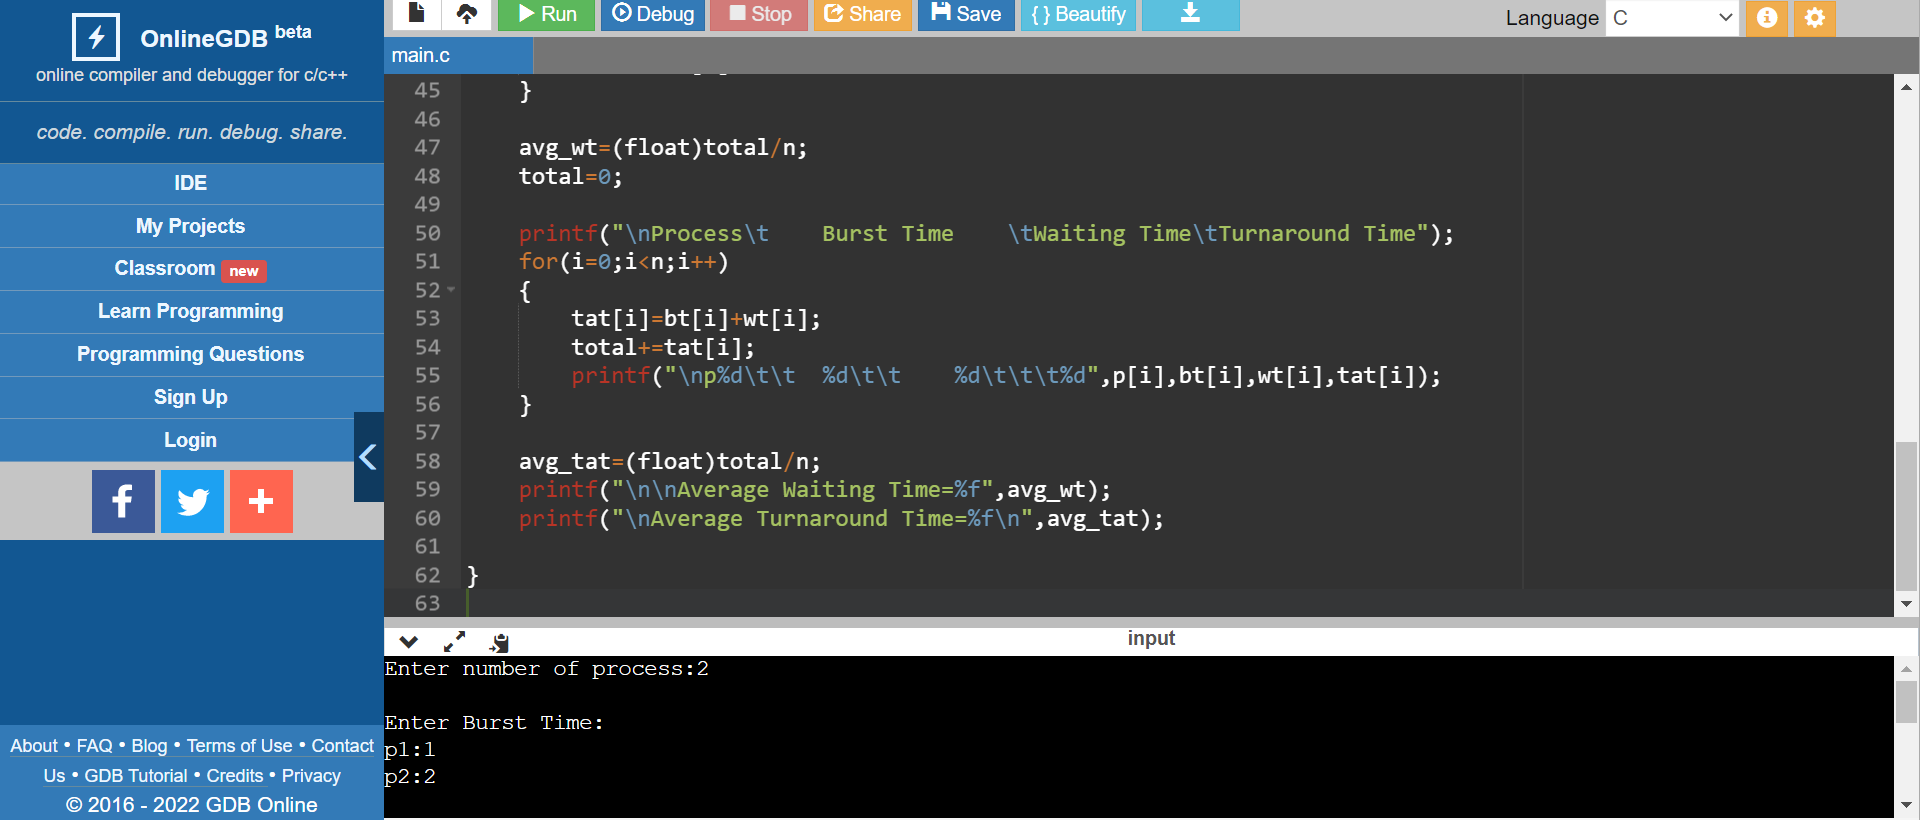 OnlineGDB beta
online compiler and debugger for c/c++
code. compile. run. debug. share.
IDE
My Projects
Classroom new
Learn Programming
Programming Questions
Sign Up
Login
About • FAQ • Blog • Terms of Use • Contact
Us • GDB Tutorial • Credits • Privacy
© 2016 - 2022 GDB Online
Run Debug Stop Share Save { } Beautify Language C
main.c
45 }
46
47 avg_wt=(float)total/n;
48 total=0;
49
50 printf("\nProcess\t    Burst Time    \tWaiting Time\tTurnaround Time");
51 for(i=0;i<n;i++)
52 {
53 tat[i]=bt[i]+wt[i];
54 total+=tat[i];
55 printf("\np%d\t\t  %d\t\t    %d\t\t\t%d",p[i],bt[i],wt[i],tat[i]);
56 }
57
58 avg_tat=(float)total/n;
59 printf("\n\nAverage Waiting Time=%f",avg_wt);
60 printf("\nAverage Turnaround Time=%f\n",avg_tat);
61
62 }
63
input
Enter number of process:2
Enter Burst Time:
p1:1
p2:2